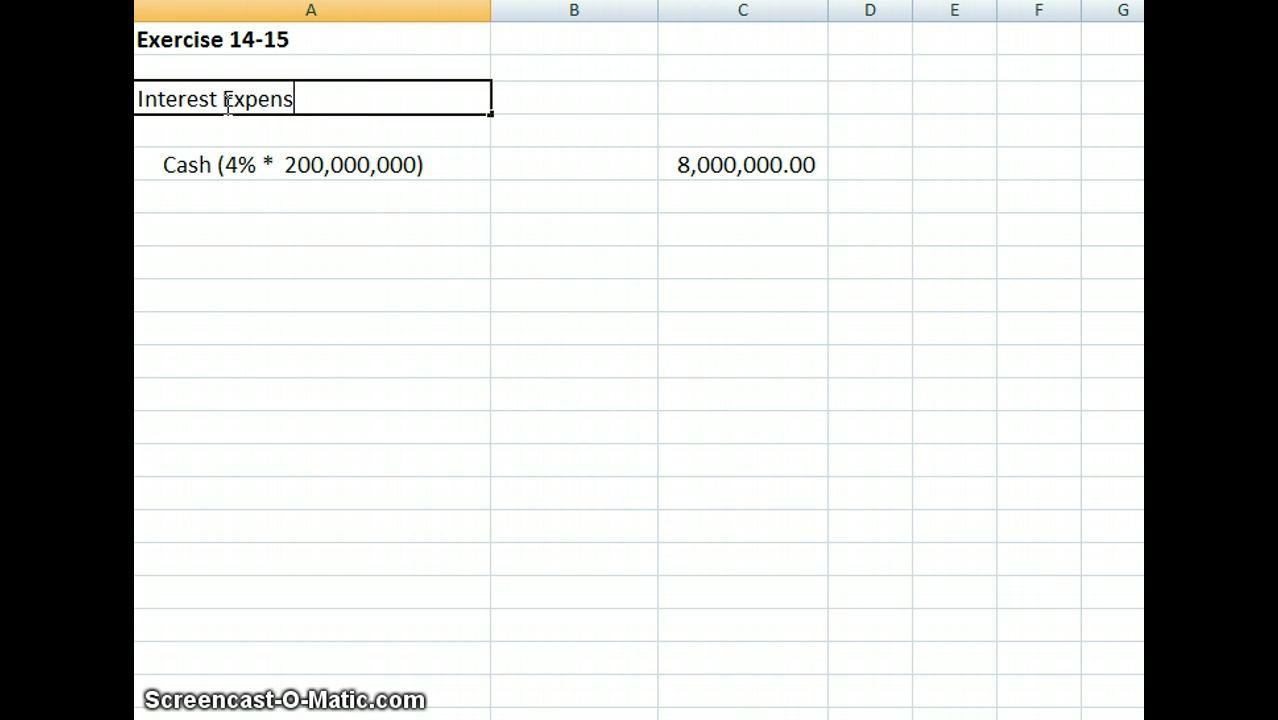 A B C D E F G
Exercise 14-15
Interest Expens
Cash (4% * 200,000,000) 8,000,000.00
Screencast-O-Matic.com